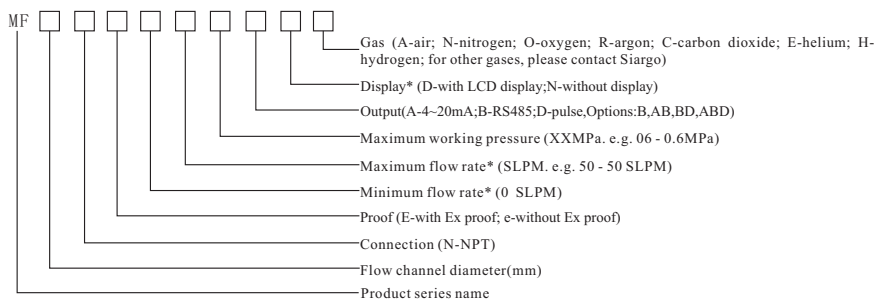 MF
Gas (A-air; N-nitrogen; O-oxygen; R-argon; C-carbon dioxide; E-helium; H-
hydrogen; for other gases, please contact Siargo)
Display* (D-with LCD display;N-without display)
Output(A-4~20mA;B-RS485;D-pulse,Options:B,AB,BD,ABD)
Maximum working pressure (XXMPa. e.g. 06 - 0.6MPa)
Maximum flow rate* (SLPM. e.g. 50 - 50 SLPM)
Minimum flow rate* (0 SLPM)
Proof (E-with Ex proof; e-without Ex proof)
Connection (N-NPT)
Flow channel diameter(mm)
Product series name